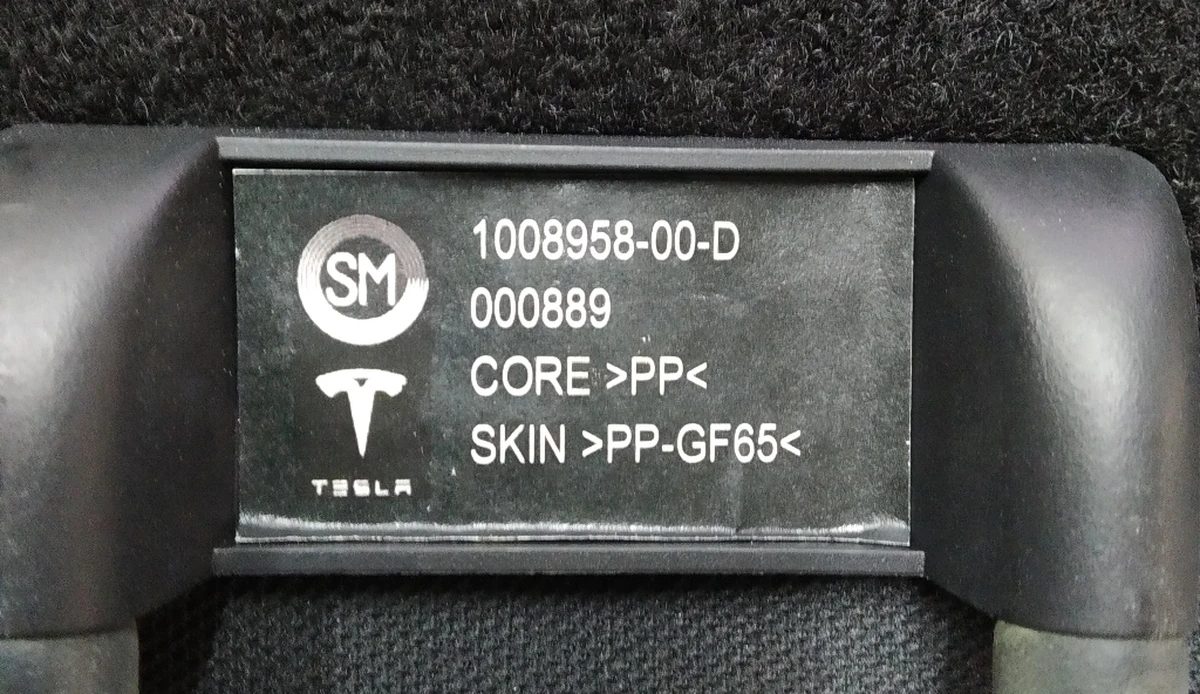 SM
TESLA
1008958-00-D
000889
CORE >PP<
SKIN >PP-GF65<